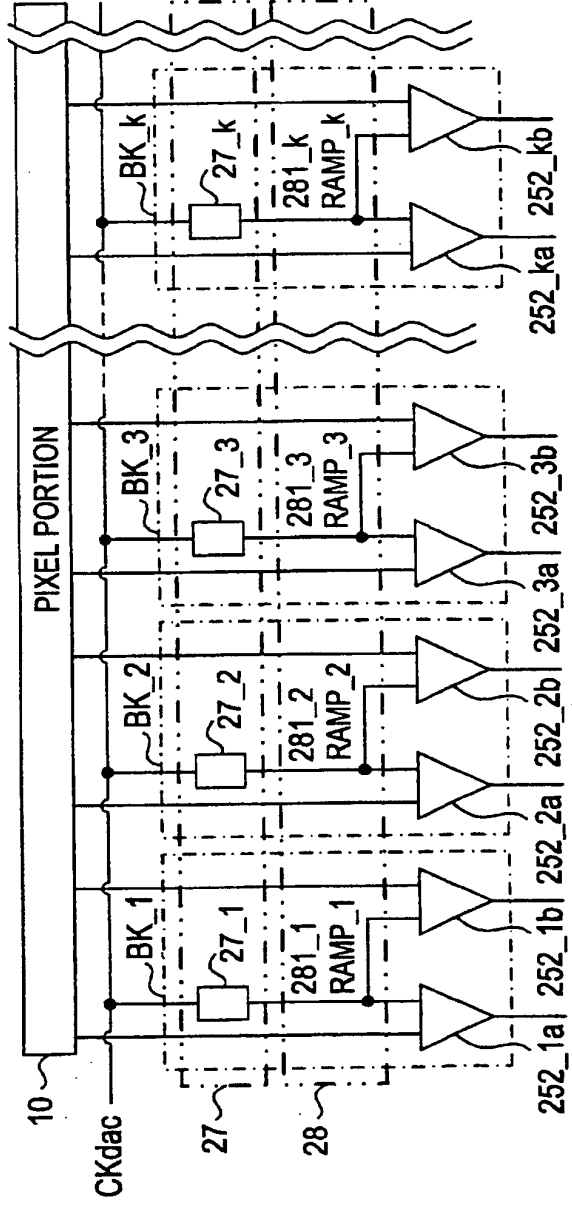 10
PIXEL PORTION
CKdac
BK_1
BK_2
BK_3
BK_k
27
27_1
27_2
27_3
27_k
28
281_1
RAMP_1
281_2
RAMP_2
281_3
RAMP_3
281_k
RAMP_k
252_1a
252_1b
252_2a
252_2b
252_3a
252_3b
252_ka
252_kb